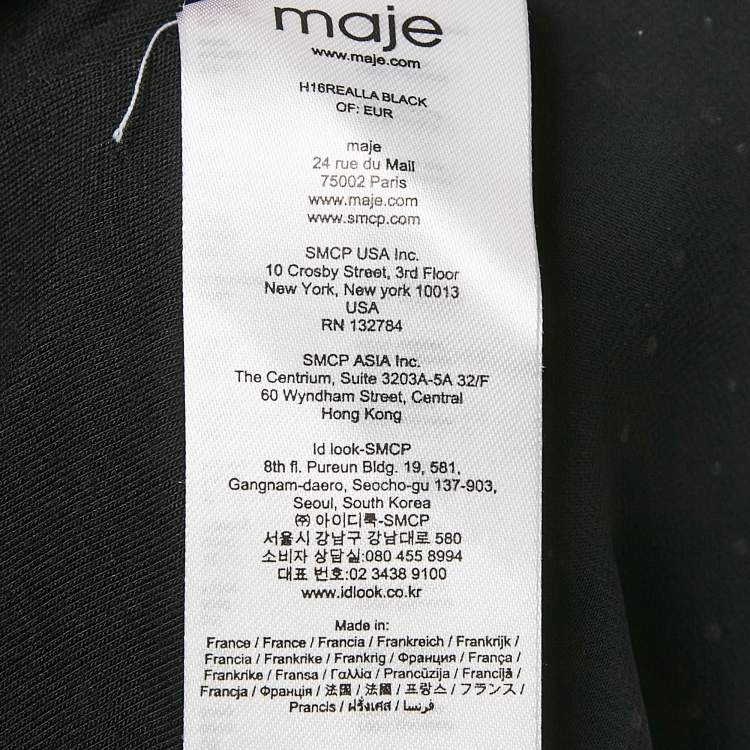 maje
www.maje.com
H16REALLA BLACK
OF: EUR
maje
24 rue du Mail
75002 Paris
www.maje.com
www.smcp.com
SMCP USA Inc.
10 Crosby Street, 3rd Floor
New York, New york 10013
USA
RN 132784
SMCP ASIA Inc.
The Centrium, Suite 3203A-5A 32/F
60 Wyndham Street, Central
Hong Kong
Id look-SMCP
8th fl. Pureun Bldg. 19, 581,
Gangnam-daero, Seocho-gu 137-903,
Seoul, South Korea
㈜ 아이디룩-SMCP
서울시 강남구 강남대로 580
소비자 상담실:080 455 8994
대표 번호:02 3438 9100
www.idlook.co.kr
Made in:
France / France / Francia / Frankreich / Frankrijk /
Francia / Frankrike / Frankrig / Франция / França /
Frankrike / Fransa / Γαλλία / Prancūzija / Francijā /
Francja / Франція / 法国 / 法國 / 프랑스 / フランス /
Prancis / ฝรั่งเศส / فرنسا